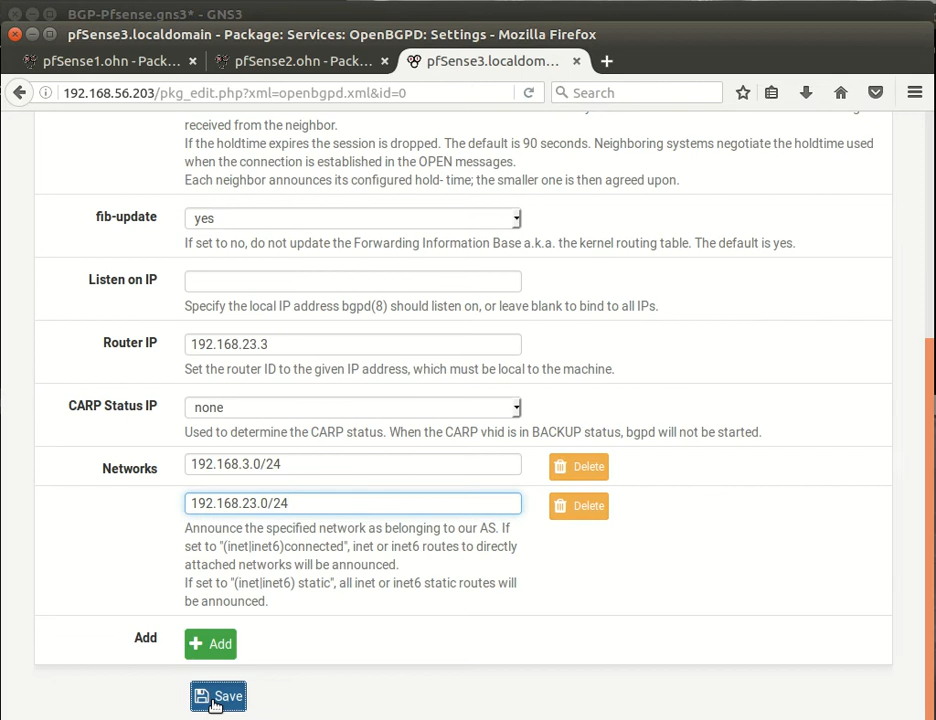 BGP-Pfsense.gns3* - GNS3
pfSense3.localdomain - Package: Services: OpenBGPD: Settings - Mozilla Firefox
pfSense1.ohn - Pack... × pfSense2.ohn - Pack... × pfSense3.localdom... ×
192.168.56.203/pkg_edit.php?xml=openbgpd.xml&id=0 Search
received from the neighbor.
If the holdtime expires the session is dropped. The default is 90 seconds. Neighboring systems negotiate the holdtime used
when the connection is established in the OPEN messages.
Each neighbor announces its configured hold- time; the smaller one is then agreed upon.
fib-update yes
If set to no, do not update the Forwarding Information Base a.k.a. the kernel routing table. The default is yes.
Listen on IP
Specify the local IP address bgpd(8) should listen on, or leave blank to bind to all IPs.
Router IP 192.168.23.3
Set the router ID to the given IP address, which must be local to the machine.
CARP Status IP none
Used to determine the CARP status. When the CARP vhid is in BACKUP status, bgpd will not be started.
Networks 192.168.3.0/24 Delete
192.168.23.0/24 Delete
Announce the specified network as belonging to our AS. If
set to "(inet|inet6)connected", inet or inet6 routes to directly
attached networks will be announced.
If set to "(inet|inet6) static", all inet or inet6 static routes will
be announced.
Add + Add
Save